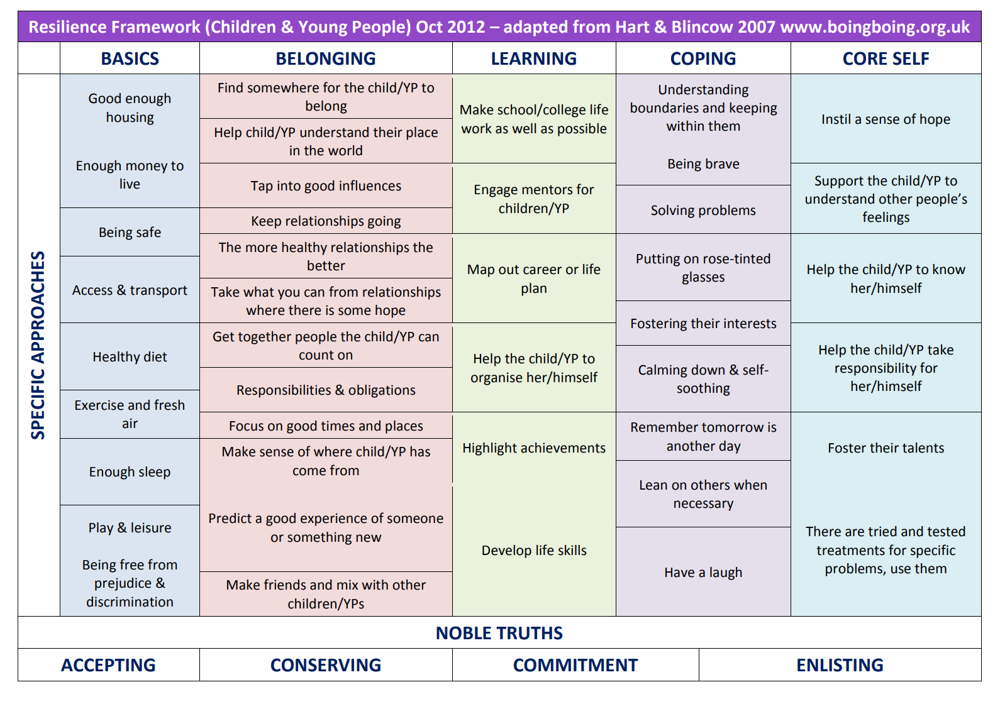 Resilience Framework (Children & Young People) Oct 2012 – adapted from Hart & Blincow 2007 www.boingboing.org.uk
BASICS
BELONGING
LEARNING
COPING
CORE SELF
SPECIFIC APPROACHES
Good enough
housing
Enough money to
live
Being safe
Access & transport
Healthy diet
Exercise and fresh
air
Enough sleep
Play & leisure
Being free from
prejudice &
discrimination
Find somewhere for the child/YP to
belong
Help child/YP understand their place
in the world
Tap into good influences
Keep relationships going
The more healthy relationships the
better
Take what you can from relationships
where there is some hope
Get together people the child/YP can
count on
Responsibilities & obligations
Focus on good times and places
Make sense of where child/YP has
come from
Predict a good experience of someone
or something new
Make friends and mix with other
children/YPs
Make school/college life
work as well as possible
Engage mentors for
children/YP
Map out career or life
plan
Help the child/YP to
organise her/himself
Highlight achievements
Develop life skills
Understanding
boundaries and keeping
within them
Being brave
Solving problems
Putting on rose-tinted
glasses
Fostering their interests
Calming down & self-
soothing
Remember tomorrow is
another day
Lean on others when
necessary
Have a laugh
Instil a sense of hope
Support the child/YP to
understand other people's
feelings
Help the child/YP to know
her/himself
Help the child/YP take
responsibility for
her/himself
Foster their talents
There are tried and tested
treatments for specific
problems, use them
NOBLE TRUTHS
ACCEPTING
CONSERVING
COMMITMENT
ENLISTING